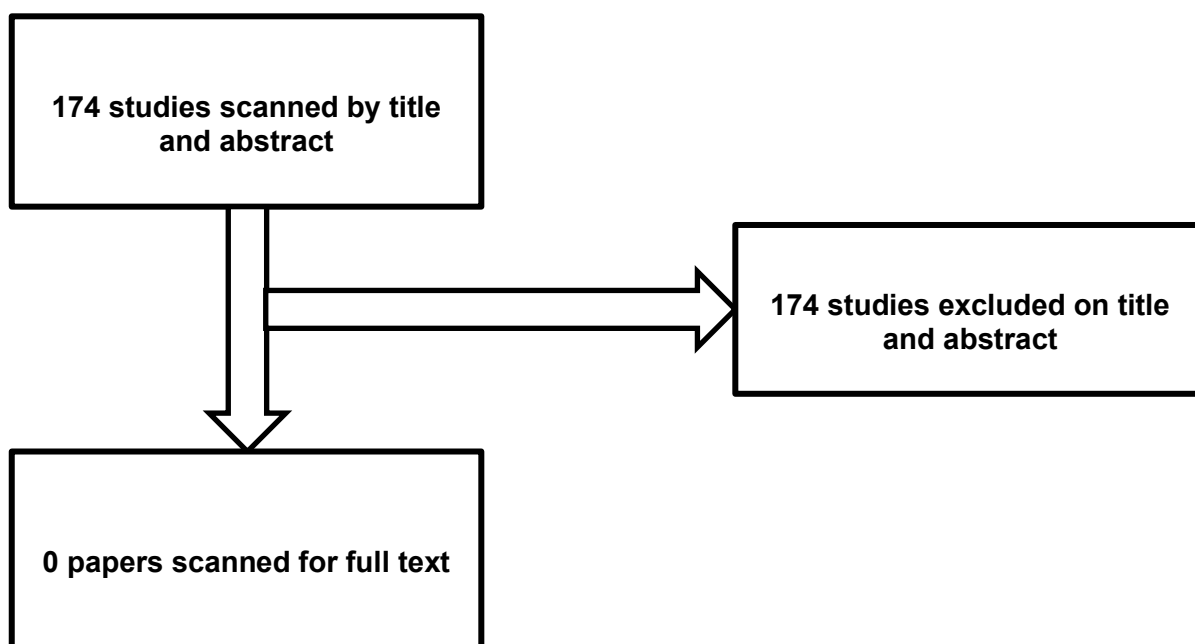 174 studies scanned by title
and abstract
174 studies excluded on title
and abstract
0 papers scanned for full text